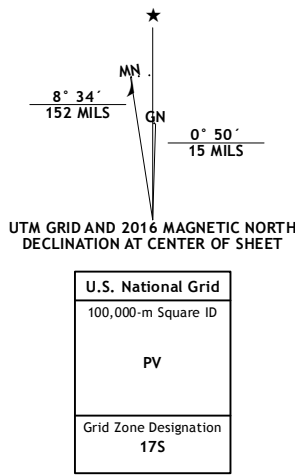 ★
MN
GN
8° 34´
152 MILS
0° 50´
15 MILS
UTM GRID AND 2016 MAGNETIC NORTH
DECLINATION AT CENTER OF SHEET
U.S. National Grid
100,000-m Square ID
PV
Grid Zone Designation
17S